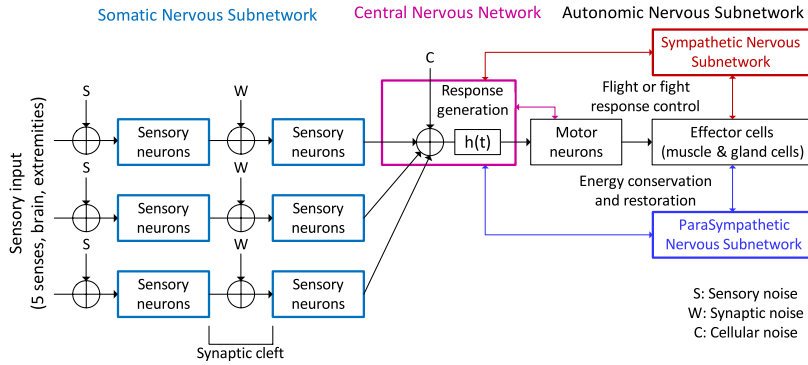 Somatic Nervous Subnetwork
Central Nervous Network
Autonomic Nervous Subnetwork
Sensory input
(5 senses, brain, extremities)
S
W
C
Sensory
neurons
Sensory
neurons
S
W
Sensory
neurons
Sensory
neurons
S
W
Sensory
neurons
Sensory
neurons
Synaptic cleft
Response
generation
h(t)
Motor
neurons
Sympathetic Nervous
Subnetwork
Flight or fight
response control
Effector cells
(muscle & gland cells)
Energy conservation
and restoration
ParaSympathetic
Nervous Subnetwork
S: Sensory noise
W: Synaptic noise
C: Cellular noise